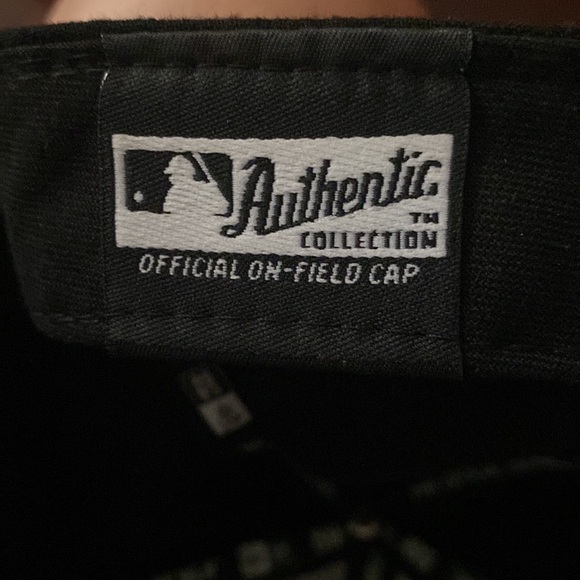 Authentic
TM
COLLECTION
OFFICIAL ON-FIELD CAP